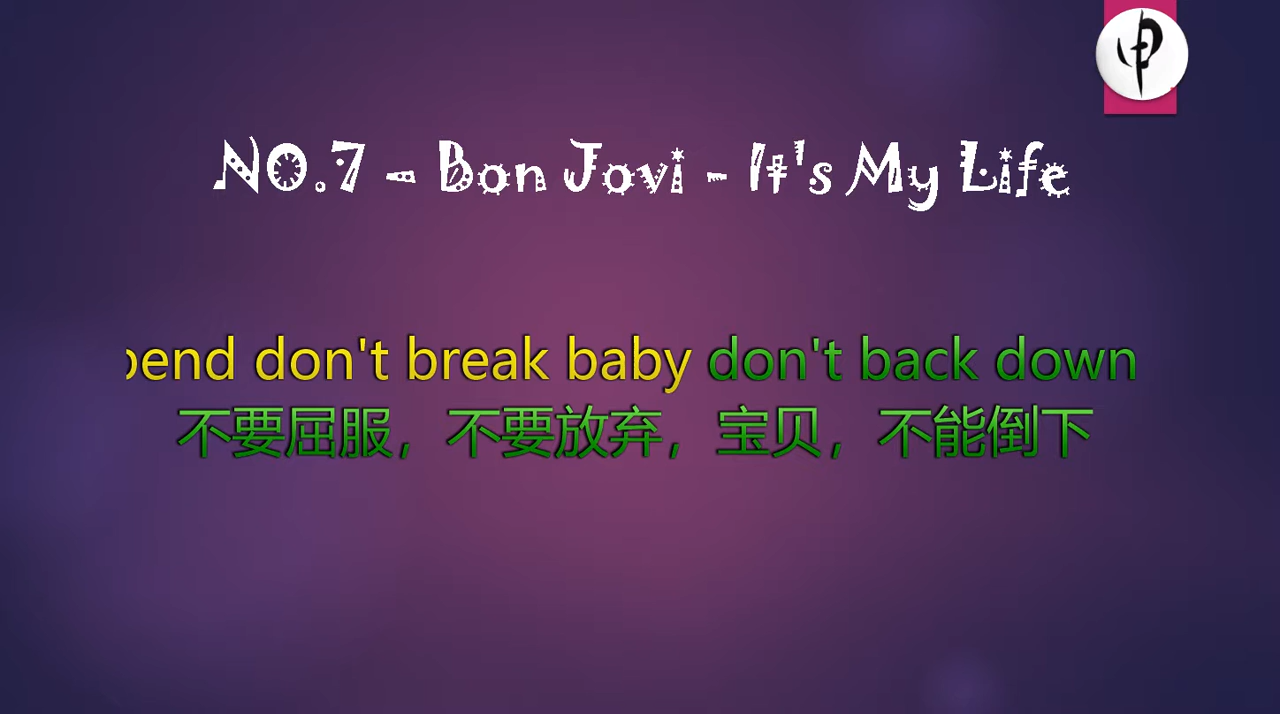 NO.7 – Bon Jovi - It's My Life
bend don't break baby don't back down
不要屈服，不要放弃，宝贝，不能倒下